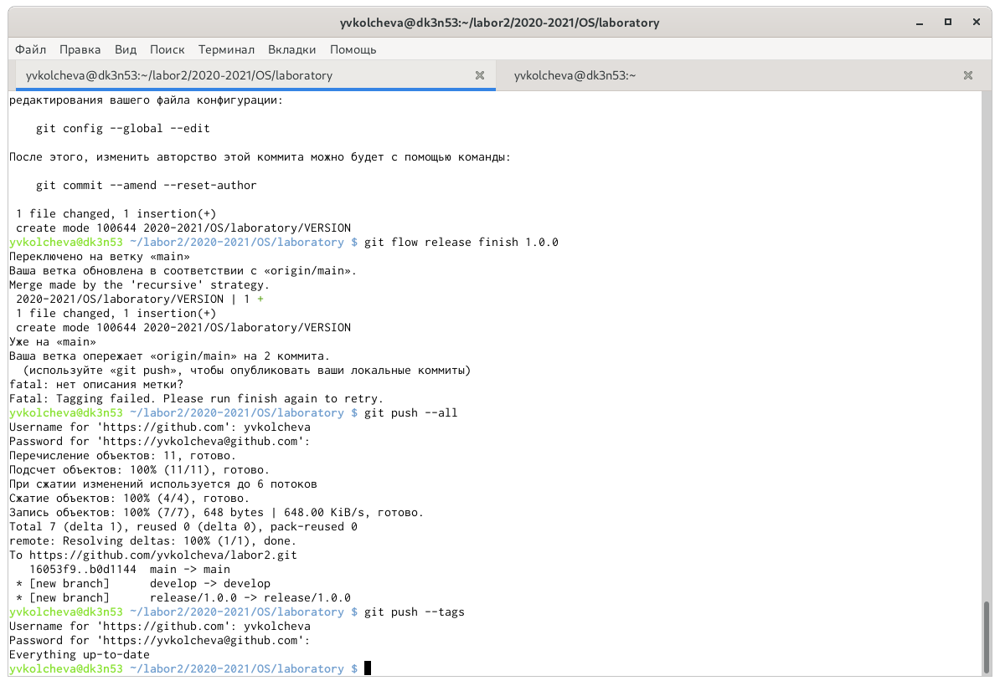 yvkolcheva@dk3n53:~/labor2/2020-2021/OS/laboratory
Файл Правка Вид Поиск Терминал Вкладки Помощь
yvkolcheva@dk3n53:~/labor2/2020-2021/OS/laboratory yvkolcheva@dk3n53:~
редактирования вашего файла конфигурации:
git config --global --edit
После этого, изменить авторство этой коммита можно будет с помощью команды:
git commit --amend --reset-author
1 file changed, 1 insertion(+)
create mode 100644 2020-2021/OS/laboratory/VERSION
yvkolcheva@dk3n53 ~/labor2/2020-2021/OS/laboratory $ git flow release finish 1.0.0
Переключено на ветку «main»
Ваша ветка обновлена в соответствии с «origin/main».
Merge made by the 'recursive' strategy.
2020-2021/OS/laboratory/VERSION | 1 +
1 file changed, 1 insertion(+)
create mode 100644 2020-2021/OS/laboratory/VERSION
Уже на «main»
Ваша ветка опережает «origin/main» на 2 коммита.
(используйте «git push», чтобы опубликовать ваши локальные коммиты)
fatal: нет описания метки?
Fatal: Tagging failed. Please run finish again to retry.
yvkolcheva@dk3n53 ~/labor2/2020-2021/OS/laboratory $ git push --all
Username for 'https://github.com': yvkolcheva
Password for 'https://yvkolcheva@github.com':
Перечисление объектов: 11, готово.
Подсчет объектов: 100% (11/11), готово.
При сжатии изменений используется до 6 потоков
Сжатие объектов: 100% (4/4), готово.
Запись объектов: 100% (7/7), 648 bytes | 648.00 KiB/s, готово.
Total 7 (delta 1), reused 0 (delta 0), pack-reused 0
remote: Resolving deltas: 100% (1/1), done.
To https://github.com/yvkolcheva/labor2.git
16053f9..b0d1144 main -> main
* [new branch] develop -> develop
* [new branch] release/1.0.0 -> release/1.0.0
yvkolcheva@dk3n53 ~/labor2/2020-2021/OS/laboratory $ git push --tags
Username for 'https://github.com': yvkolcheva
Password for 'https://yvkolcheva@github.com':
Everything up-to-date
yvkolcheva@dk3n53 ~/labor2/2020-2021/OS/laboratory $